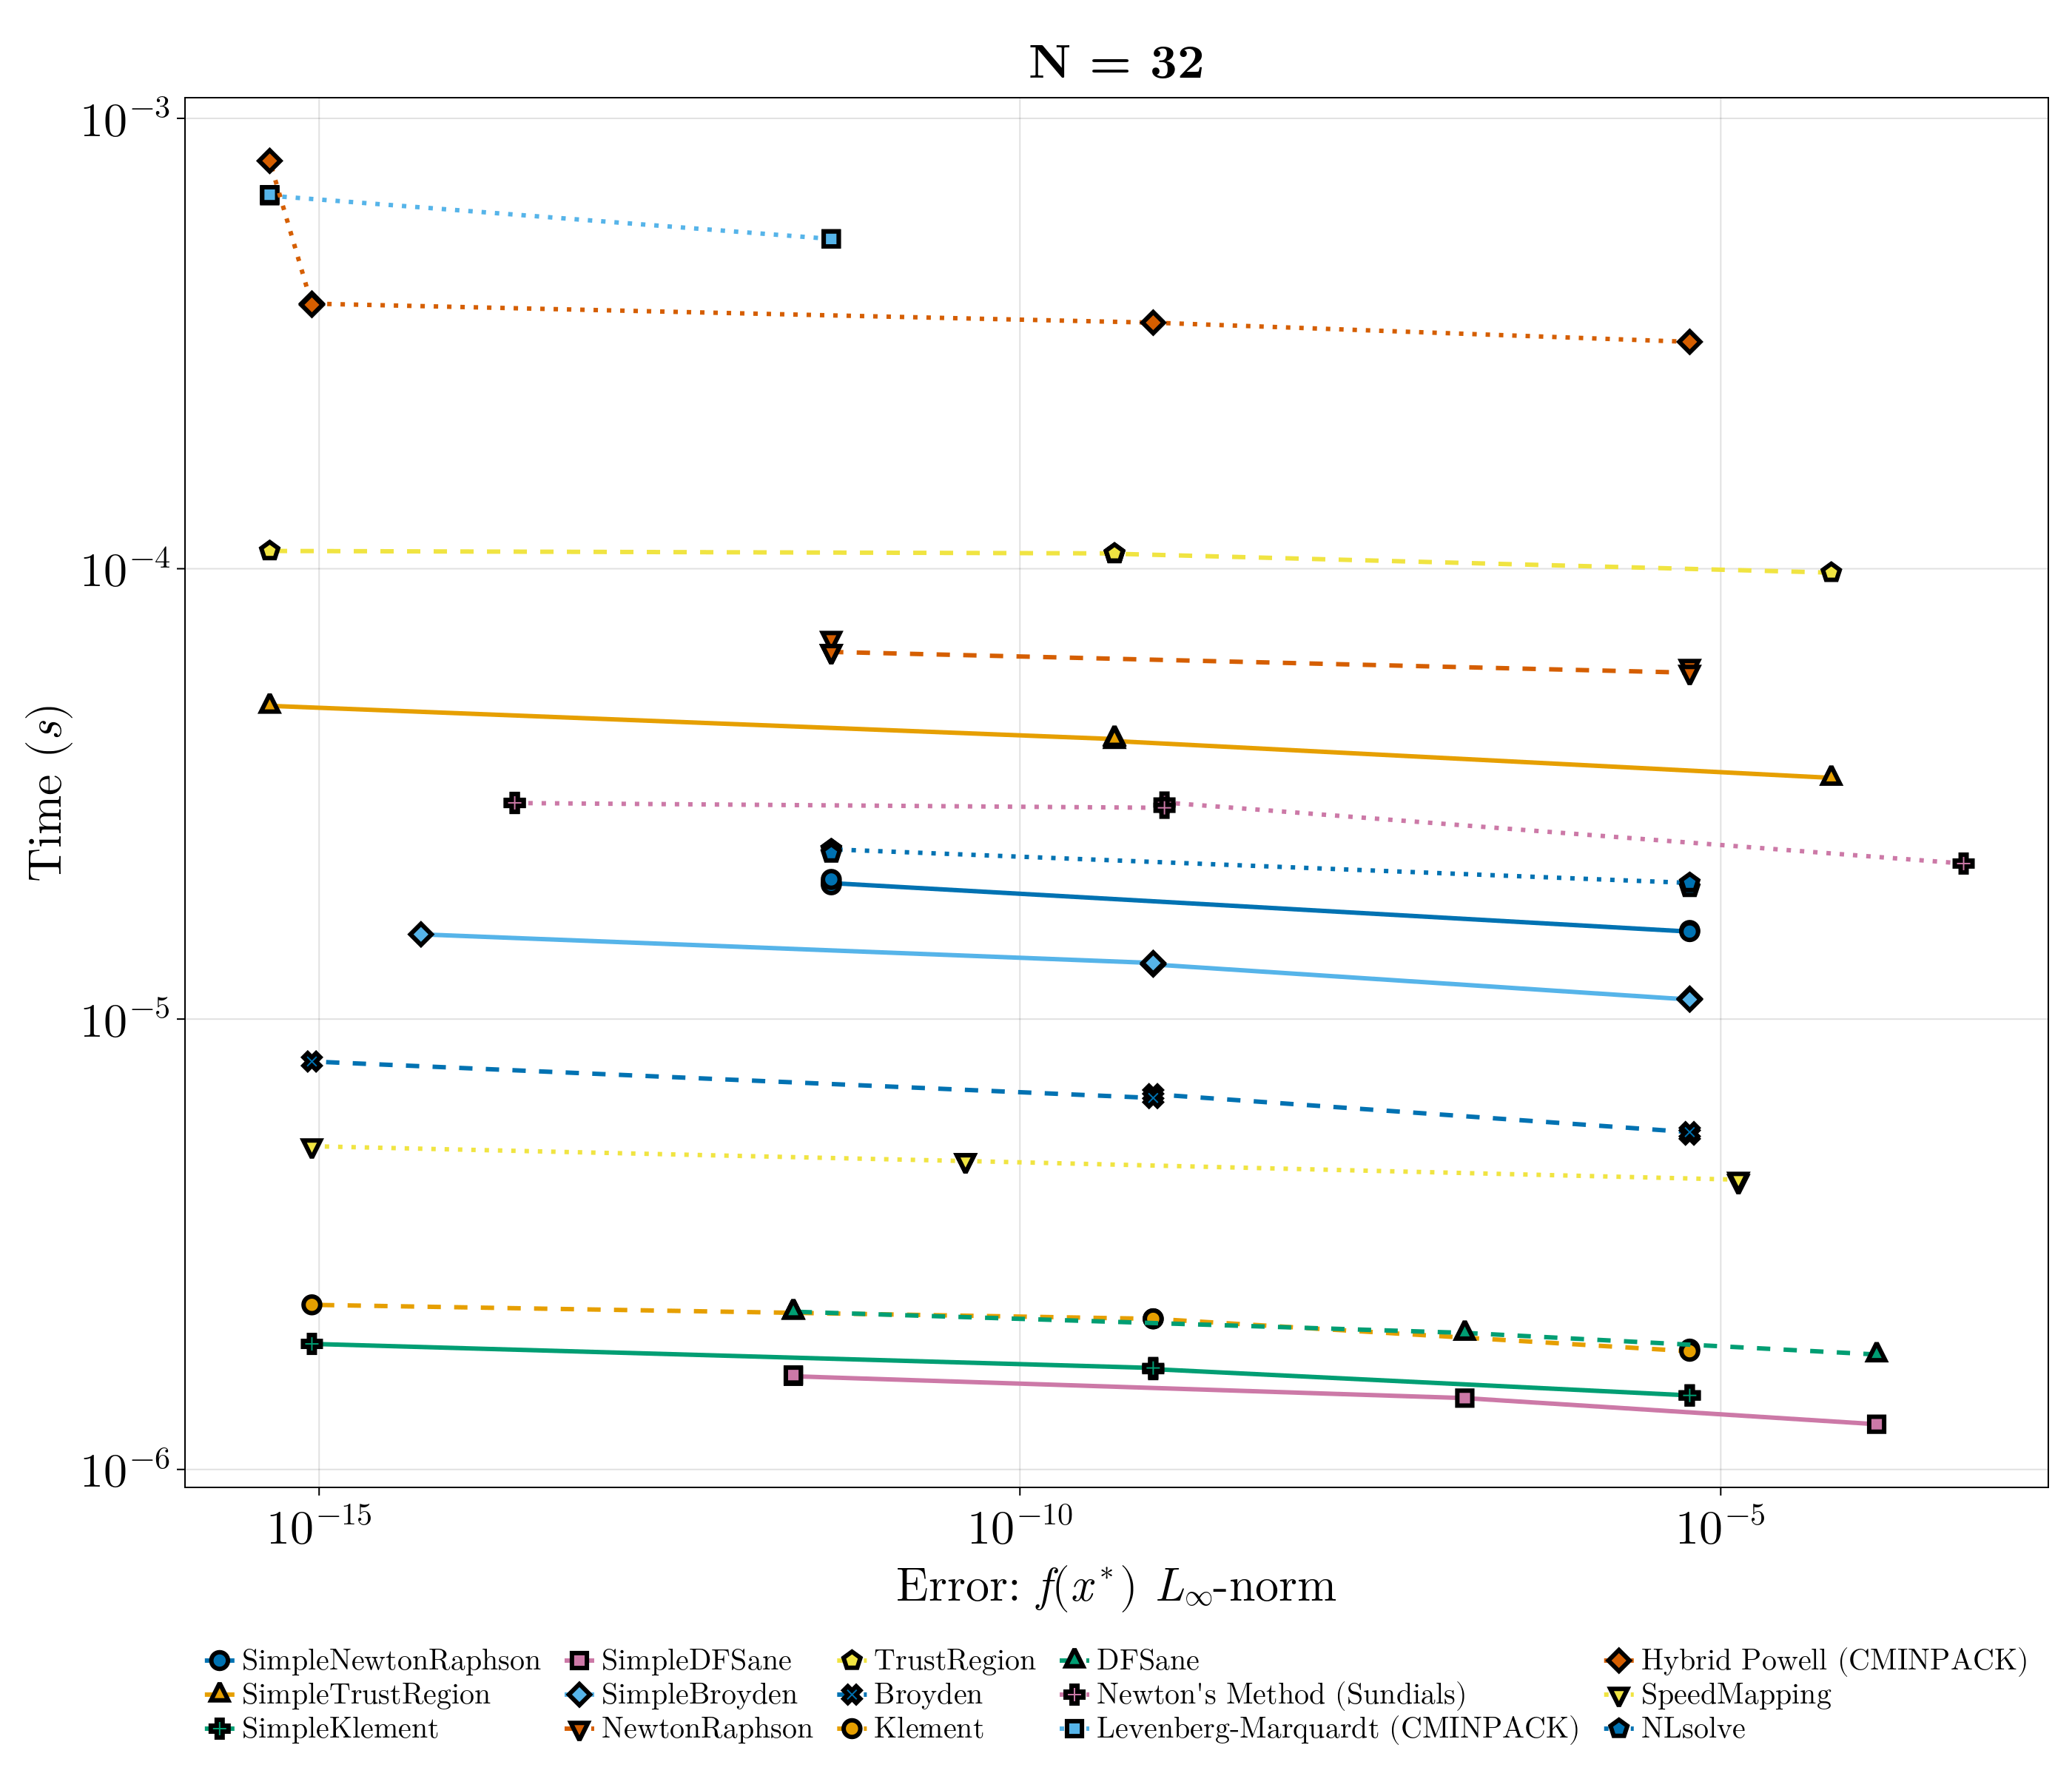 N = 32
10⁻³
10⁻⁴
10⁻⁵
10⁻⁶
Time (s)
10⁻¹⁵ 10⁻¹⁰ 10⁻⁵
Error: f(x*) L∞-norm
SimpleNewtonRaphson SimpleDFSane TrustRegion DFSane Hybrid Powell (CMINPACK)
SimpleTrustRegion SimpleBroyden Broyden Newton's Method (Sundials) SpeedMapping
SimpleKlement NewtonRaphson Klement Levenberg-Marquardt (CMINPACK) NLsolve